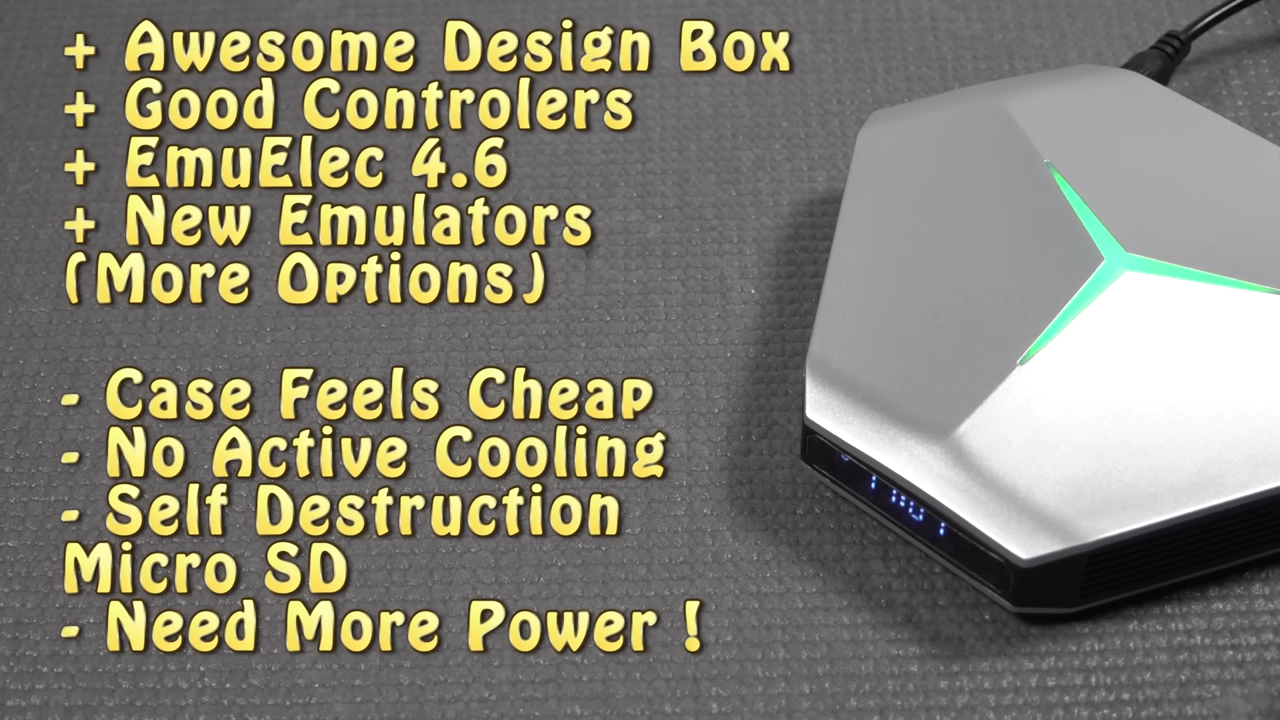 + Awesome Design Box
+ Good Controlers
+ EmuElec 4.6
+ New Emulators
(More Options)
- Case Feels Cheap
- No Active Cooling
- Self Destruction
Micro SD
- Need More Power !